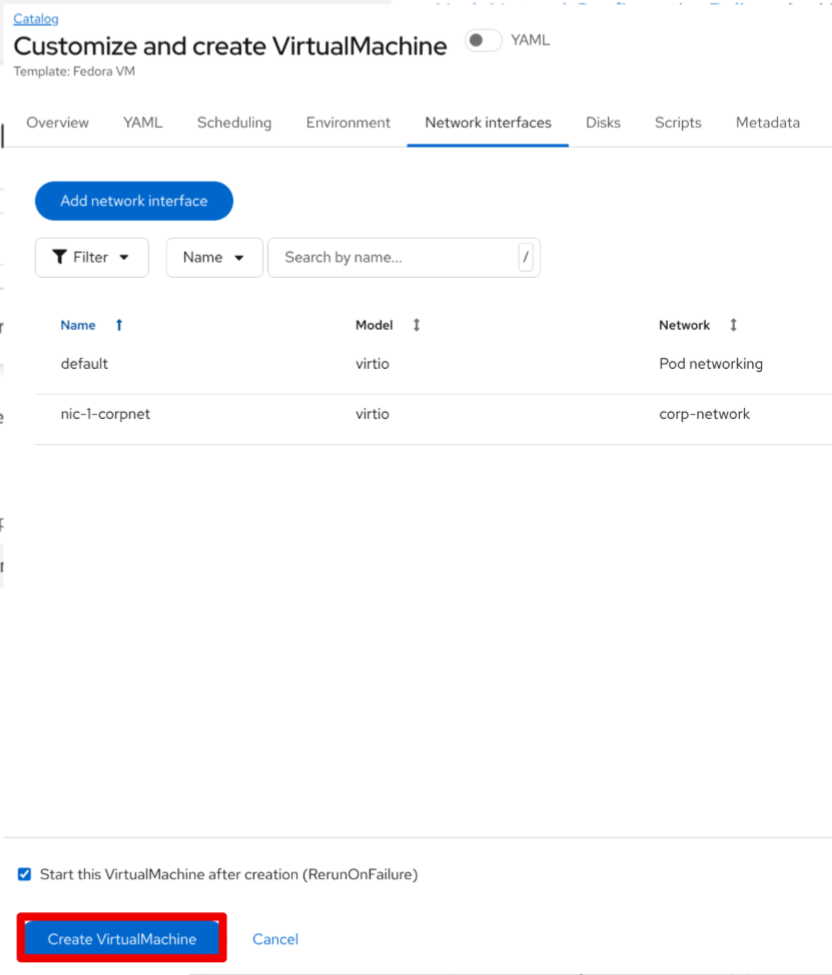 Catalog
Customize and create VirtualMachine YAML
Template: Fedora VM
Overview YAML Scheduling Environment Network interfaces Disks Scripts Metadata
Add network interface
Filter Name Search by name... /
Name Model Network
default virtio Pod networking
nic-1-corpnet virtio corp-network
Start this VirtualMachine after creation (RerunOnFailure)
Create VirtualMachine Cancel